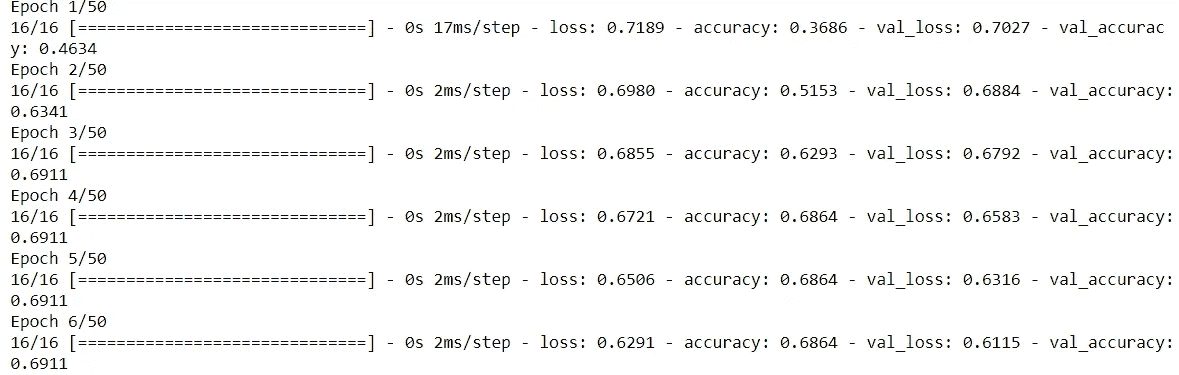 Epoch 1/50
16/16 [==============================] - 0s 17ms/step - loss: 0.7189 - accuracy: 0.3686 - val_loss: 0.7027 - val_accurac
y: 0.4634
Epoch 2/50
16/16 [==============================] - 0s 2ms/step - loss: 0.6980 - accuracy: 0.5153 - val_loss: 0.6884 - val_accuracy:
0.6341
Epoch 3/50
16/16 [==============================] - 0s 2ms/step - loss: 0.6855 - accuracy: 0.6293 - val_loss: 0.6792 - val_accuracy:
0.6911
Epoch 4/50
16/16 [==============================] - 0s 2ms/step - loss: 0.6721 - accuracy: 0.6864 - val_loss: 0.6583 - val_accuracy:
0.6911
Epoch 5/50
16/16 [==============================] - 0s 2ms/step - loss: 0.6506 - accuracy: 0.6864 - val_loss: 0.6316 - val_accuracy:
0.6911
Epoch 6/50
16/16 [==============================] - 0s 2ms/step - loss: 0.6291 - accuracy: 0.6864 - val_loss: 0.6115 - val_accuracy:
0.6911